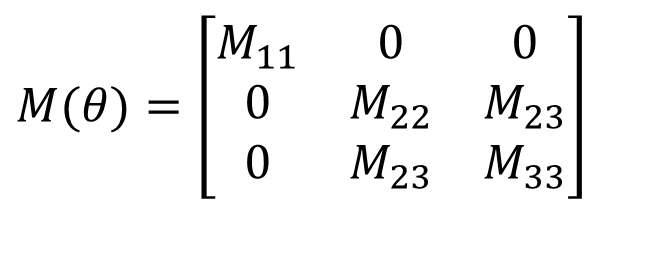 M(θ) = [M₁₁ 0 0
0 M₂₂ M₂₃
0 M₂₃ M₃₃]